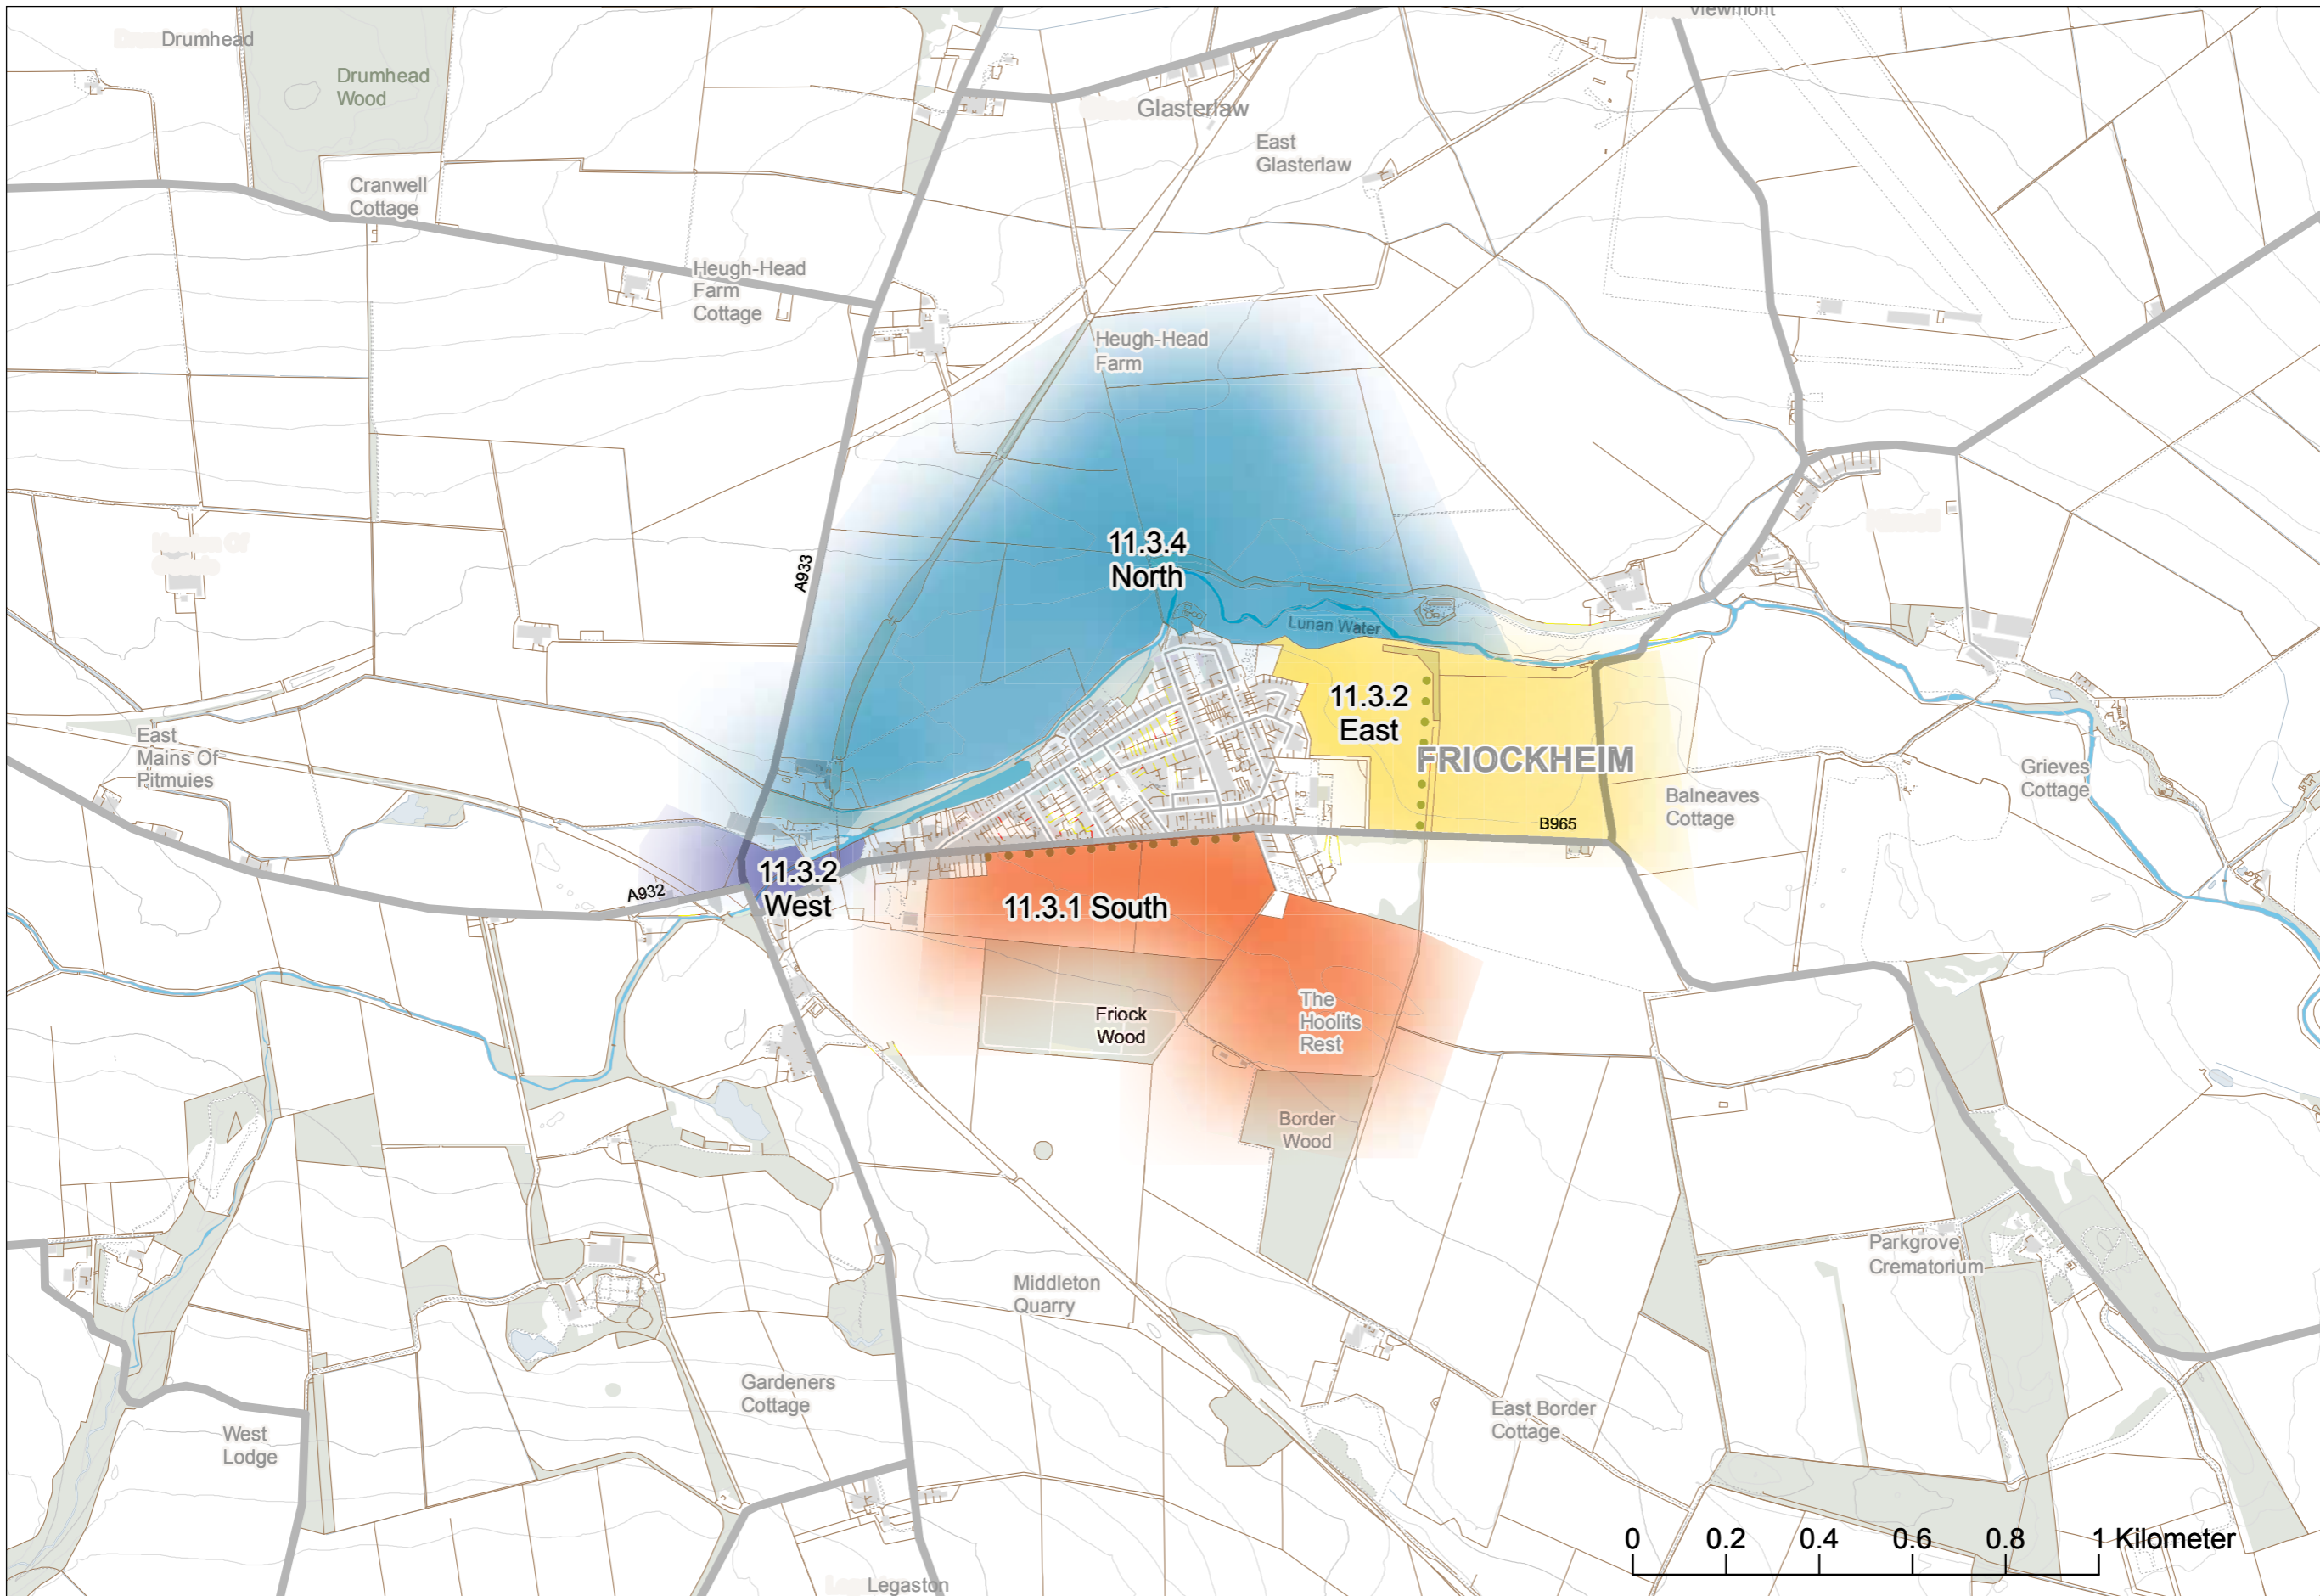 Viewmont
Drumhead
Drumhead
Wood
Glasterlaw
East
Glasterlaw
Cranwell
Cottage
Heugh-Head
Farm
Cottage
Heugh-Head
Farm
A933
11.3.4
North
Lunan Water
11.3.2
East
FRIOCKHEIM
East
Mains Of
Pitmuies
Grieves
Cottage
Balneaves
Cottage
B965
11.3.2
West
A932
11.3.1 South
Friock
Wood
The
Hoolits
Rest
Border
Wood
Parkgrove
Crematorium
Middleton
Quarry
Gardeners
Cottage
East Border
Cottage
West
Lodge
0 0.2 0.4 0.6 0.8 1 Kilometer
Legaston